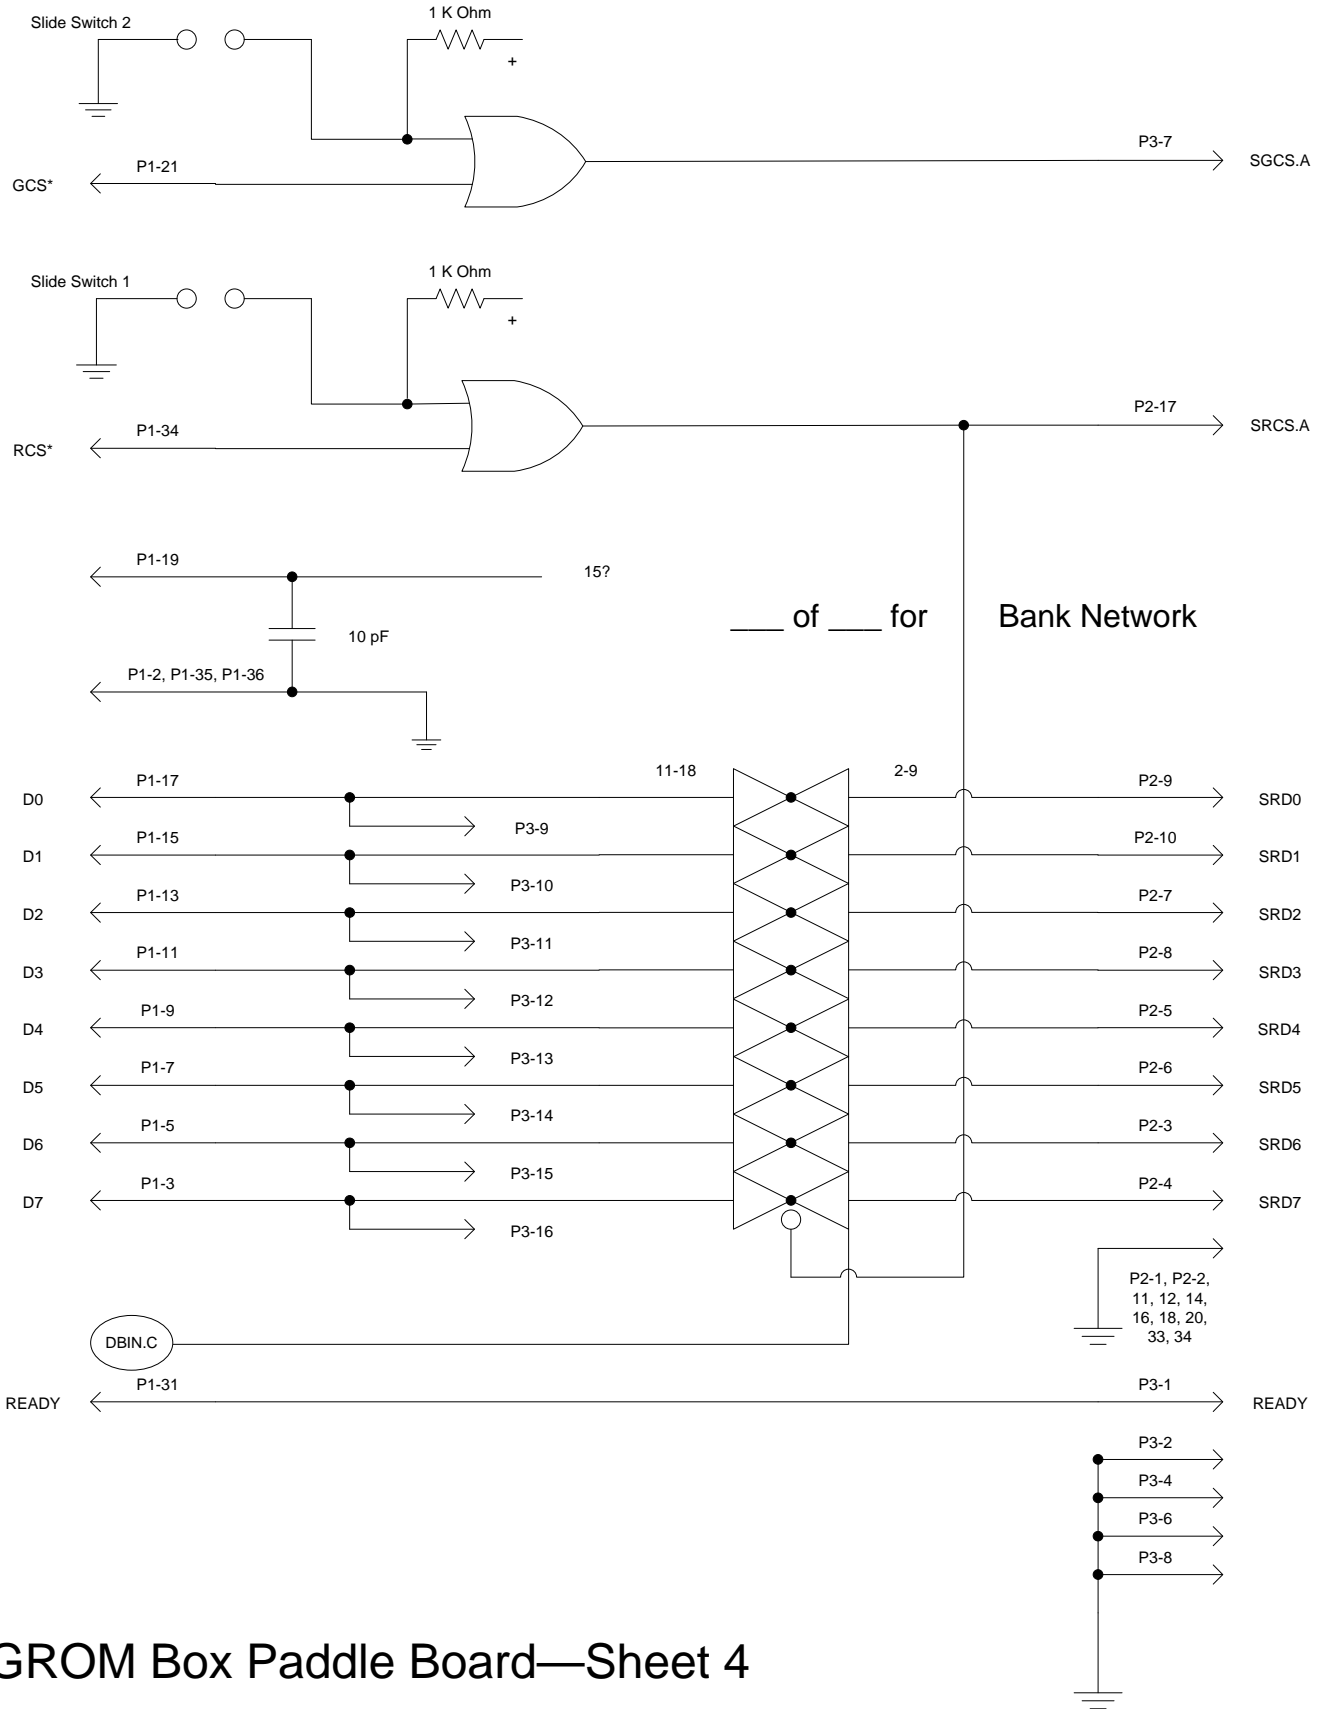 Slide Switch 2
1 K Ohm
+
P1-21
P3-7
GCS*
SGCS.A
Slide Switch 1
1 K Ohm
+
P1-34
P2-17
RCS*
SRCS.A
P1-19
15?
10 pF
___ of ___ for Bank Network
P1-2, P1-35, P1-36
11-18
2-9
D0
P1-17
P2-9
SRD0
P3-9
D1
P1-15
P2-10
SRD1
P3-10
D2
P1-13
P2-7
SRD2
P3-11
D3
P1-11
P2-8
SRD3
P3-12
D4
P1-9
P2-5
SRD4
P3-13
D5
P1-7
P2-6
SRD5
P3-14
D6
P1-5
P2-3
SRD6
P3-15
D7
P1-3
P2-4
SRD7
P3-16
P2-1, P2-2,
11, 12, 14,
16, 18, 20,
33, 34
DBIN.C
READY
P1-31
P3-1
READY
P3-2
P3-4
P3-6
P3-8
GROM Box Paddle Board—Sheet 4